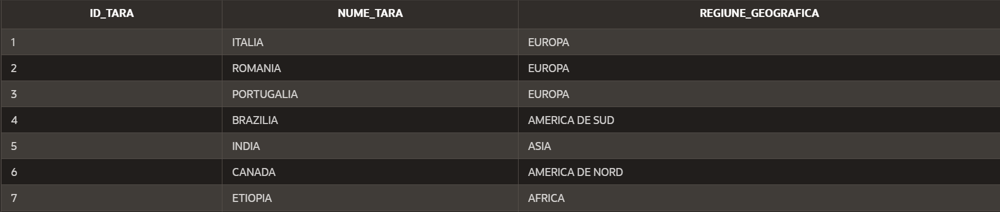 ID_TARA NUME_TARA REGIUNE_GEOGRAFICA
1 ITALIA EUROPA
2 ROMANIA EUROPA
3 PORTUGALIA EUROPA
4 BRAZILIA AMERICA DE SUD
5 INDIA ASIA
6 CANADA AMERICA DE NORD
7 ETIOPIA AFRICA